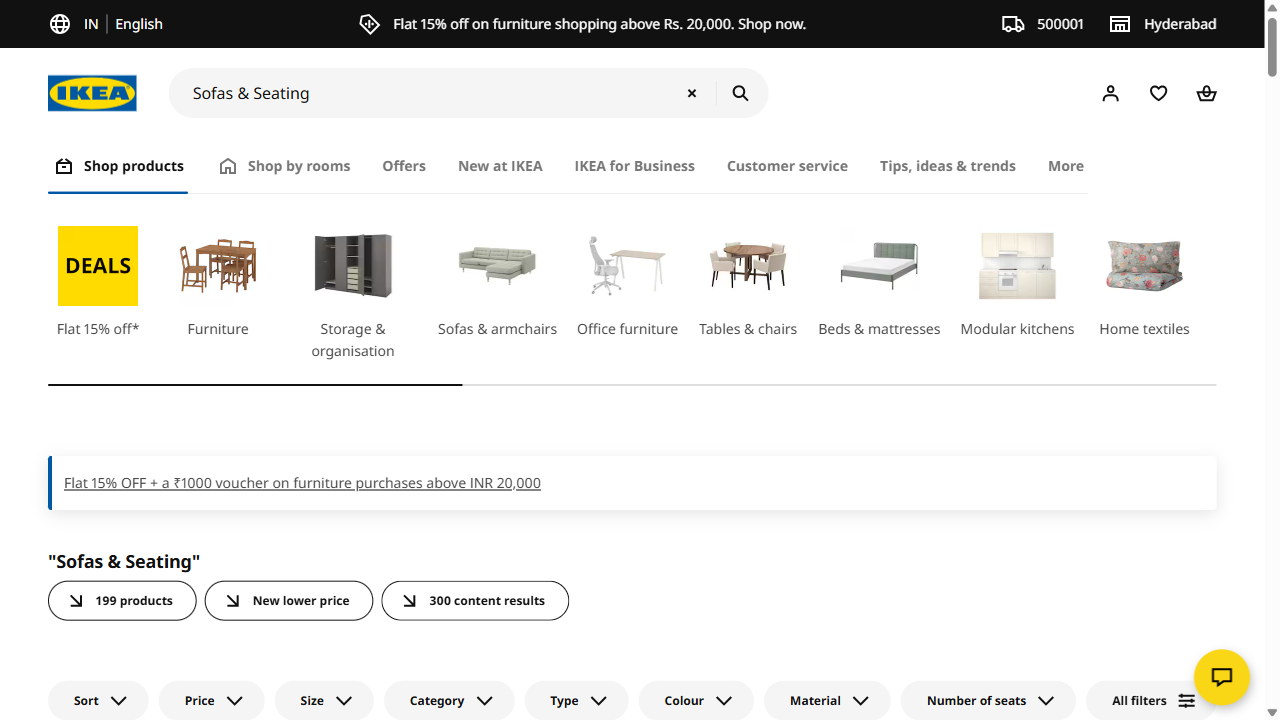 IN | English
Flat 15% off on furniture shopping above Rs. 20,000. Shop now.
500001
Hyderabad
IKEA
Sofas & Seating
Shop products
Shop by rooms
Offers
New at IKEA
IKEA for Business
Customer service
Tips, ideas & trends
More
DEALS
Flat 15% off*
Furniture
Storage &
organisation
Sofas & armchairs
Office furniture
Tables & chairs
Beds & mattresses
Modular kitchens
Home textiles
Flat 15% OFF + a ₹1000 voucher on furniture purchases above INR 20,000
"Sofas & Seating"
199 products
New lower price
300 content results
Sort
Price
Size
Category
Type
Colour
Material
Number of seats
All filters